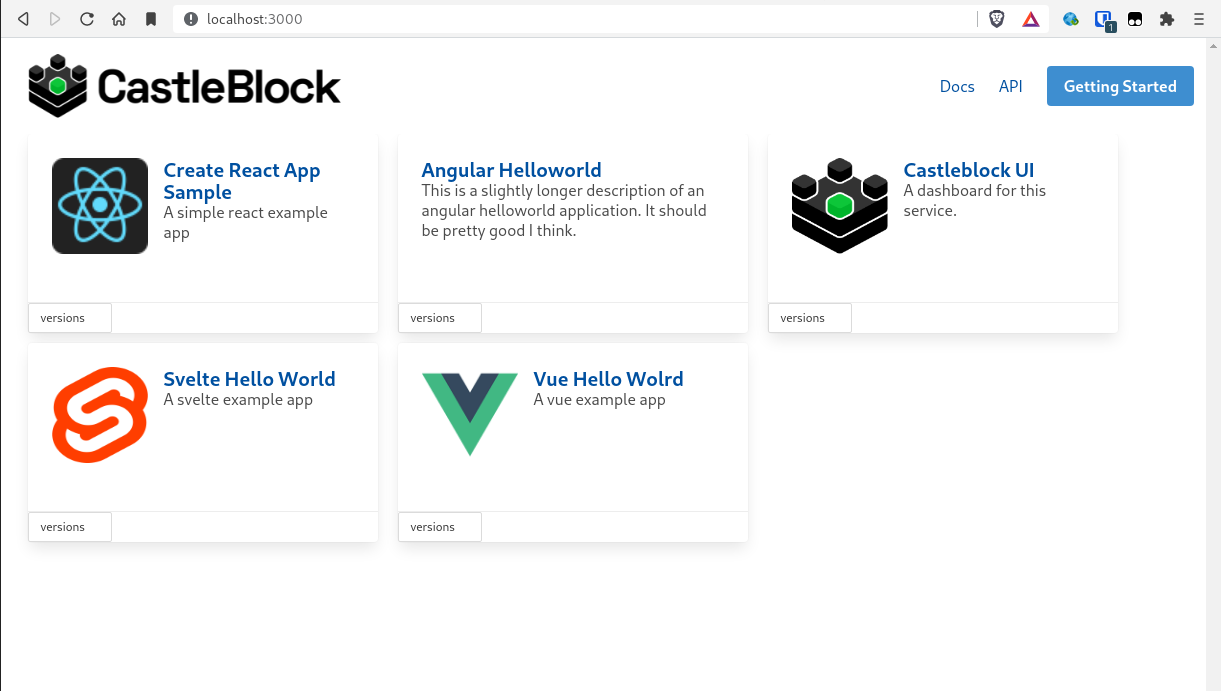 localhost:3000
1
CastleBlock
Docs API Getting Started
Create React App
Sample
A simple react example
app
versions
Angular Helloworld
This is a slightly longer description of an
angular helloworld application. It should
be pretty good I think.
versions
Castleblock UI
A dashboard for this
service.
versions
Svelte Hello World
A svelte example app
versions
Vue Hello Wolrd
A vue example app
versions